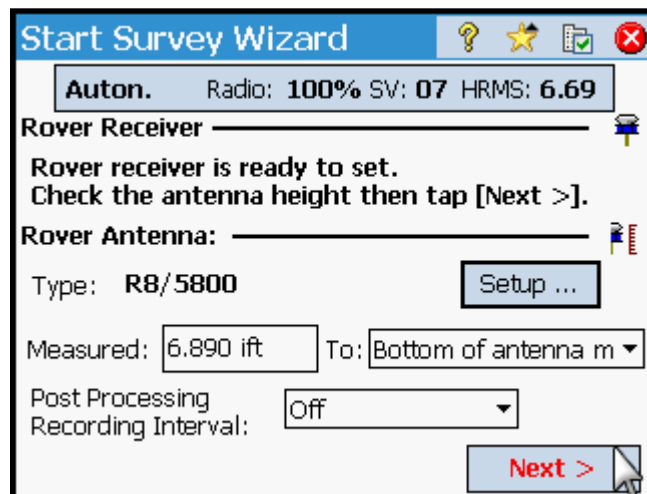 Start Survey Wizard ?
Auton. Radio: 100% SV: 07 HRMS: 6.69
Rover Receiver
Rover receiver is ready to set.
Check the antenna height then tap [Next >].
Rover Antenna:
Type: R8/5800 Setup ...
Measured: 6.890 ift To: Bottom of antenna m
Post Processing
Recording Interval: Off
Next >